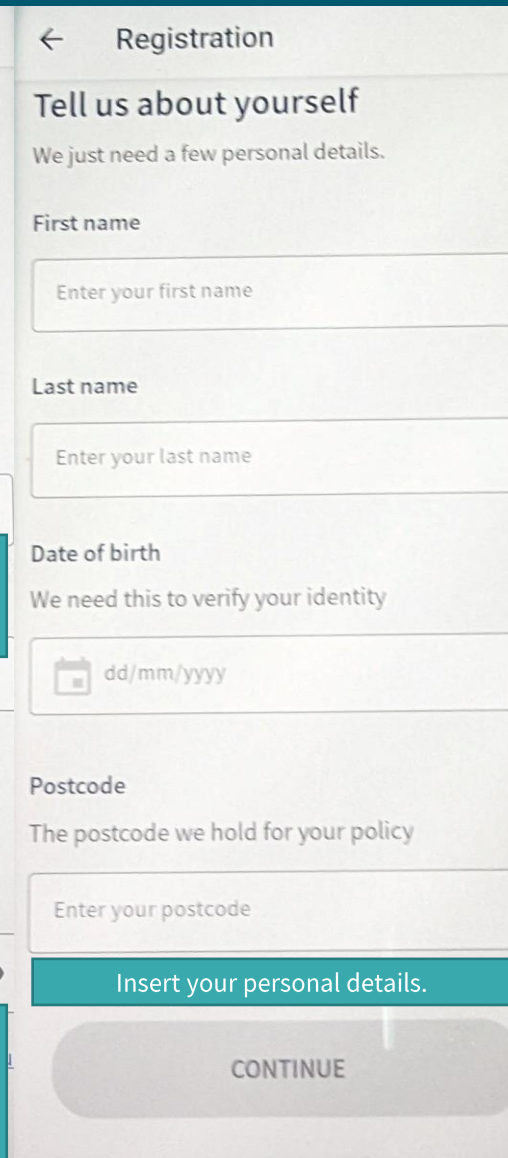 Registration
Tell us about yourself
We just need a few personal details.
First name
Enter your first name
Last name
Enter your last name
Date of birth
We need this to verify your identity
dd/mm/yyyy
Postcode
The postcode we hold for your policy
Enter your postcode
Insert your personal details.
CONTINUE